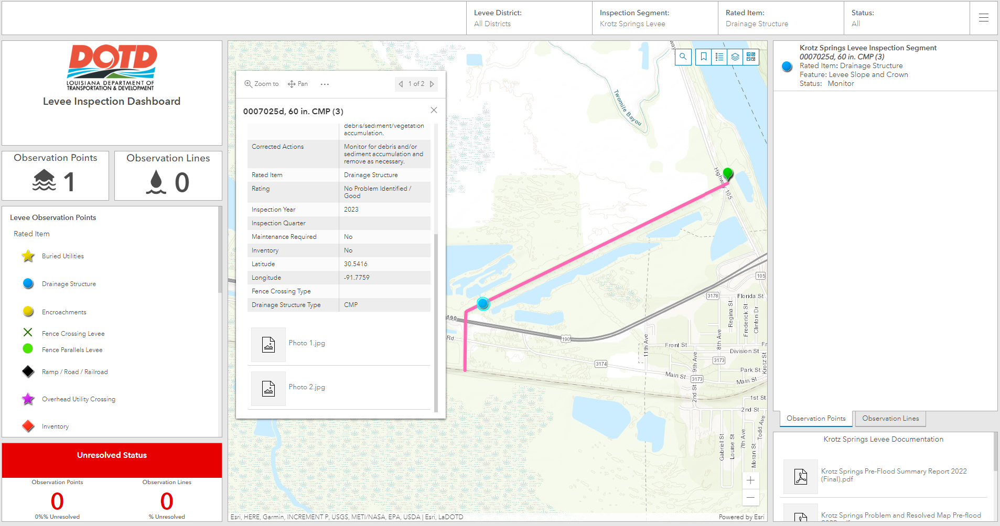 Levee District:
All Districts
Inspection Segment:
Krotz Springs Levee
Rated Item:
Drainage Structure
Status:
All
DOTD
LOUISIANA DEPARTMENT OF
TRANSPORTATION & DEVELOPMENT
Levee Inspection Dashboard
Observation Points
1
Observation Lines
0
Levee Observation Points
Rated Item
Buried Utilities
Drainage Structure
Encroachments
Fence Crossing Levee
Fence Parallels Levee
Ramp / Road / Railroad
Overhead Utility Crossing
Inventory
Unresolved Status
Observation Points
0
0%% Unresolved
Observation Lines
0
% Unresolved
Zoom to
Pan
1 of 2
0007025d, 60 in. CMP (3)
debris/sediment/vegetation
accumulation.
Corrected Actions
Monitor for debris and/or
sediment accumulation and
remove as necessary.
Rated Item
Drainage Structure
Rating
No Problem Identified /
Good
Inspection Year
2023
Inspection Quarter
Maintenance Required
No
Inventory
No
Latitude
30.5416
Longitude
-91.7759
Fence Crossing Type
Drainage Structure Type
CMP
Photo 1.jpg
Photo 2.jpg
Twomile Bayou
Highway 105
105
3178
Florida St
Regina St
Frederick St
Clinton Dr
190
Rd
190
11th Ave
8th Ave
Front St
Division St
Fr
3174
3173
9th Ave
Krotz St
Park St
Main St
3173
Main St
2nd St
1st St
2nd St
Todd Ave
Gabriel St
Louise St
7th Ave
Moran St
Esri, HERE, Garmin, INCREMENT P, USGS, METI/NASA, EPA, USDA | Esri, LaDOTD
Powered by Esri
Krotz Springs Levee Inspection Segment
0007025d, 60 in. CMP (3)
Rated Item: Drainage Structure
Feature: Levee Slope and Crown
Status: Monitor
Observation Points
Observation Lines
Krotz Springs Levee Documentation
Krotz Springs Pre-Flood Summary Report 2022
(Final).pdf
Krotz Springs Problem and Resolved Map Pre-flood